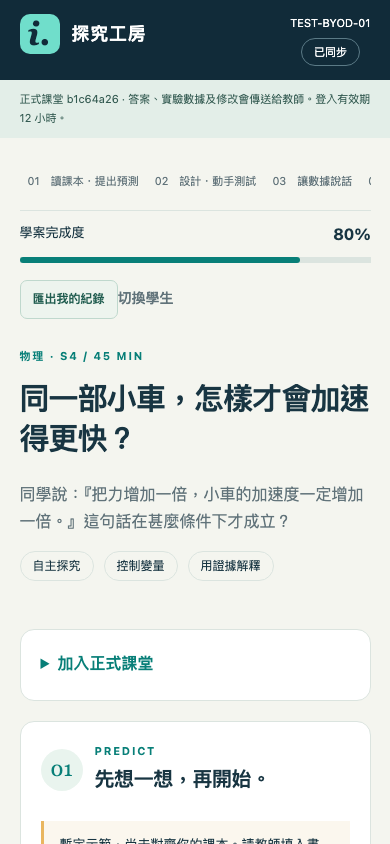 i.
探究工房
TEST-BYOD-01
已同步
正式課堂 b1c64a26 · 答案、實驗數據及修改會傳送給教師。登入有效期
12 小時。
01 讀課本 · 提出預測 02 設計 · 動手測試 03 讓數據說話
學案完成度 80%
匯出我的紀錄 切換學生
物理 · S4 / 45 MIN
同一部小車，怎樣才會加速
得更快？
同學說：『把力增加一倍，小車的加速度一定增加
一倍。』這句話在甚麼條件下才成立？
自主探究 控制變量 用證據解釋
▶ 加入正式課堂
01
PREDICT
先想一想，再開始。